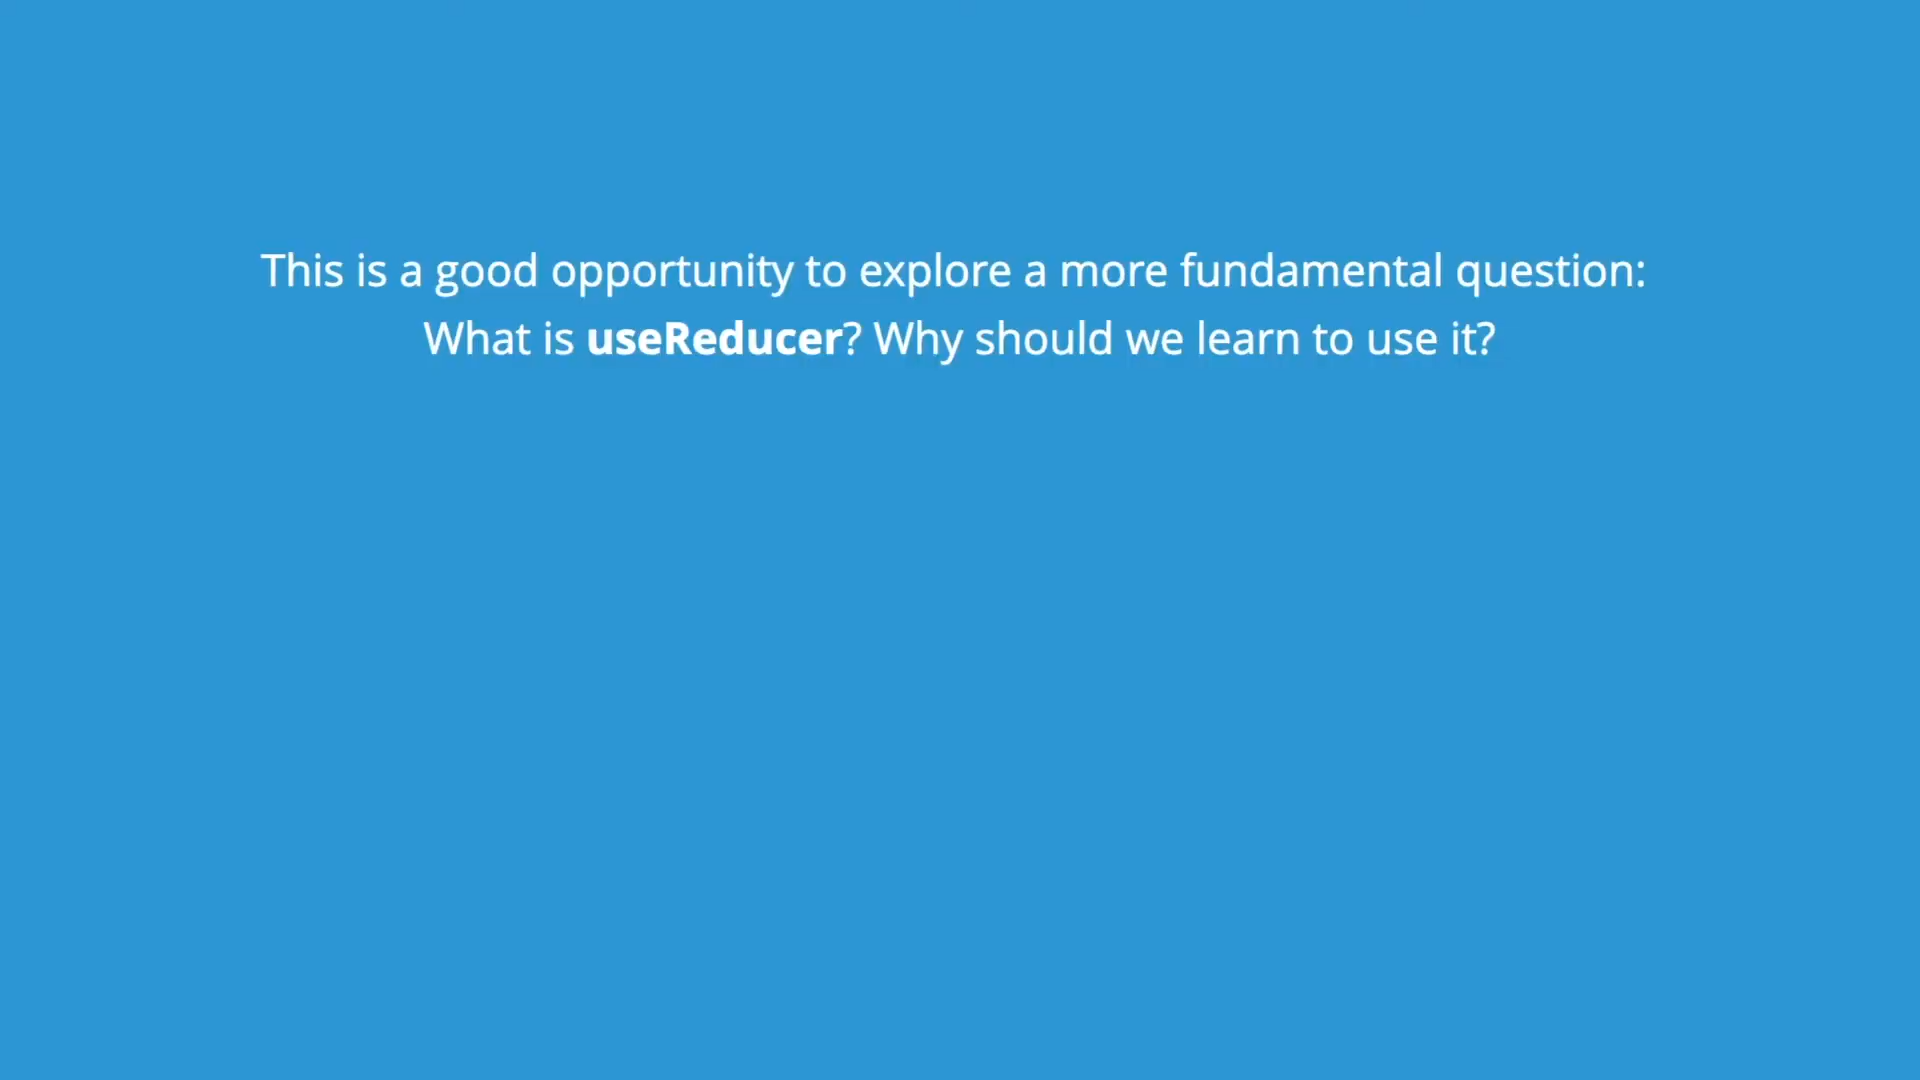 This is a good opportunity to explore a more fundamental question:
What is useReducer? Why should we learn to use it?